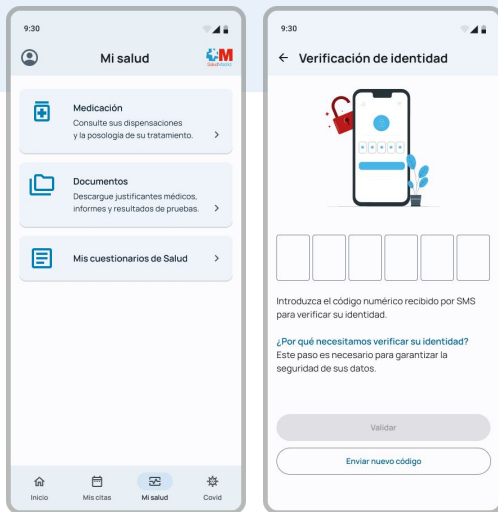 9:30
Mi salud
M
SaludMadrid
Medicación
Consulte sus dispensaciones
y la posología de su tratamiento.
Documentos
Descargue justificantes médicos,
informes y resultados de pruebas.
Mis cuestionarios de Salud
Inicio
Mis citas
Mi salud
Covid
9:30
Verificación de identidad
Introduzca el código numérico recibido por SMS
para verificar su identidad.
¿Por qué necesitamos verificar su identidad?
Este paso es necesario para garantizar la
seguridad de sus datos.
Validar
Enviar nuevo código